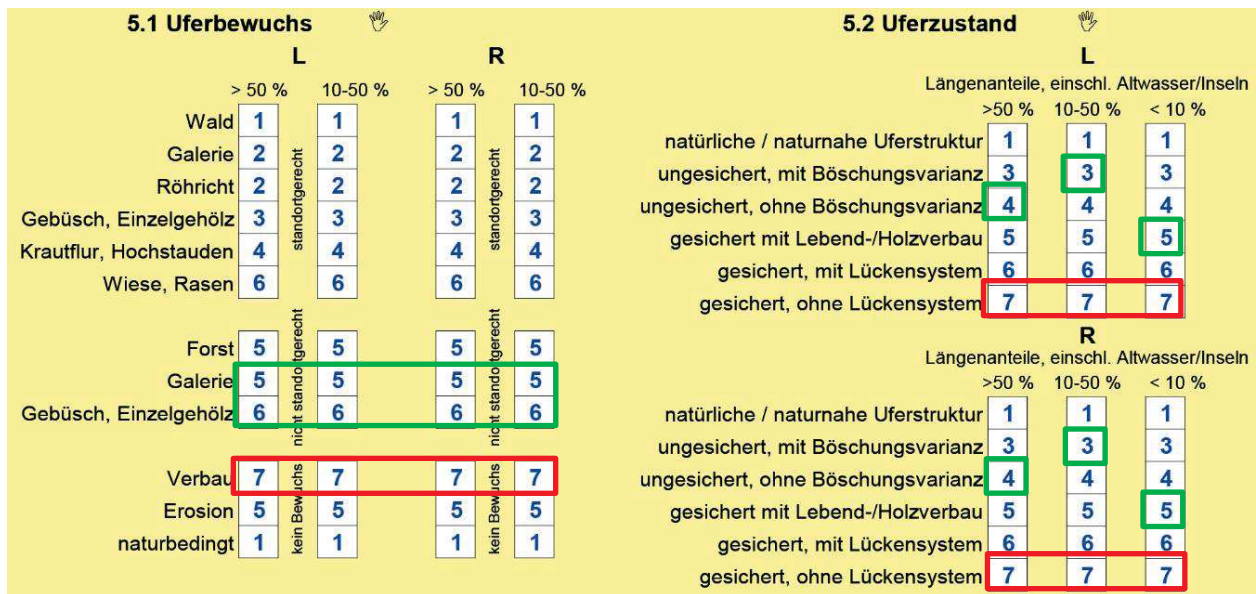 5.1 Uferbewuchs
L R
> 50 % 10-50 % > 50 % 10-50 %
Wald 1 1 1 1
Galerie 2 2 2 2
Röhricht 2 2 2 2
Gebüsch, Einzelgehölz 3 3 3 3
Krautflur, Hochstauden 4 4 4 4
Wiese, Rasen 6 6 6 6
standortgerecht standortgerecht
Forst 5 5 5 5
Galerie 5 5 5 5
Gebüsch, Einzelgehölz 6 6 6 6
nicht standortgerecht nicht standortgerecht
Verbau 7 7 7 7
Erosion 5 5 5 5
naturbedingt 1 1 1 1
kein Bewuchs kein Bewuchs
5.2 Uferzustand
L
Längenanteile, einschl. Altwasser/Inseln
>50 % 10-50 % < 10 %
natürliche / naturnahe Uferstruktur 1 1 1
ungesichert, mit Böschungsvarianz 3 3 3
ungesichert, ohne Böschungsvarianz 4 4 4
gesichert mit Lebend-/Holzverbau 5 5 5
gesichert, mit Lückensystem 6 6 6
gesichert, ohne Lückensystem 7 7 7
R
Längenanteile, einschl. Altwasser/Inseln
>50 % 10-50 % < 10 %
natürliche / naturnahe Uferstruktur 1 1 1
ungesichert, mit Böschungsvarianz 3 3 3
ungesichert, ohne Böschungsvarianz 4 4 4
gesichert mit Lebend-/Holzverbau 5 5 5
gesichert, mit Lückensystem 6 6 6
gesichert, ohne Lückensystem 7 7 7